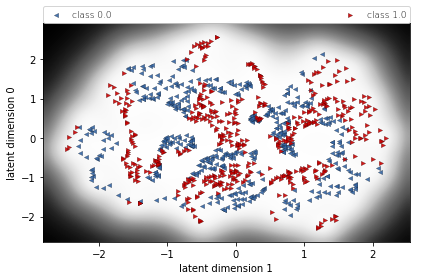 class 0.0 class 1.0
2
1
0
−1
−2
latent dimension 0
−2 −1 0 1 2
latent dimension 1